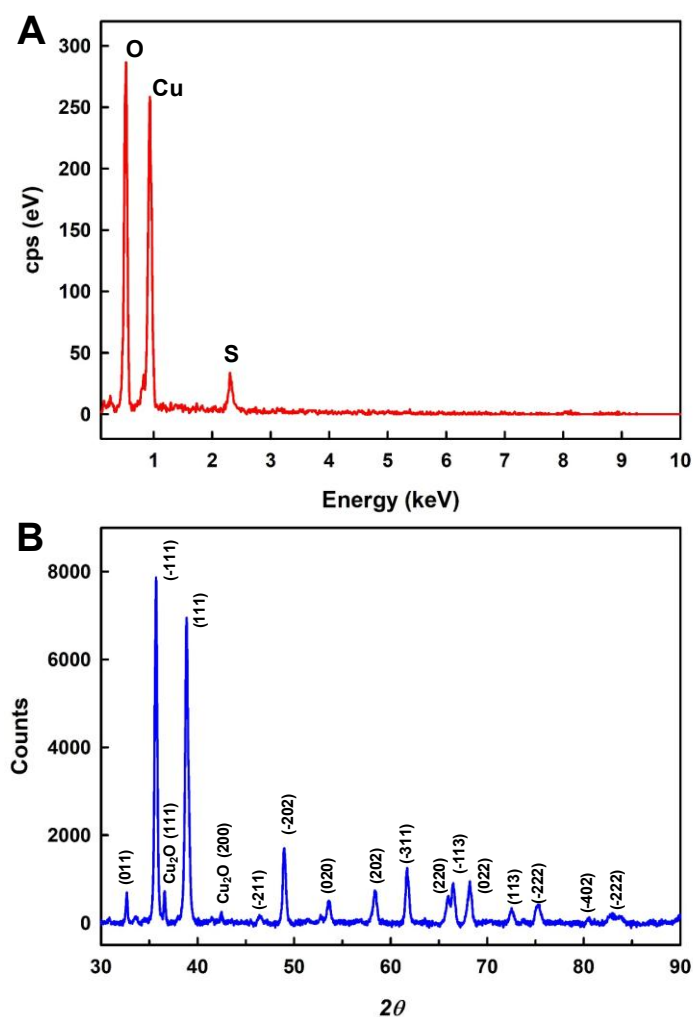 A
O
Cu
S
cps (eV)
300
250
200
150
100
50
0
1 2 3 4 5 6 7 8 9 10
Energy (keV)
B
Counts
8000
6000
4000
2000
0
(011)
(-111)
Cu₂O (111)
(111)
Cu₂O (200)
(-211)
(-202)
(020)
(202)
(-311)
(220)
(-113)
(022)
(113)
(-222)
(-402)
(-222)
30 40 50 60 70 80 90
2θ